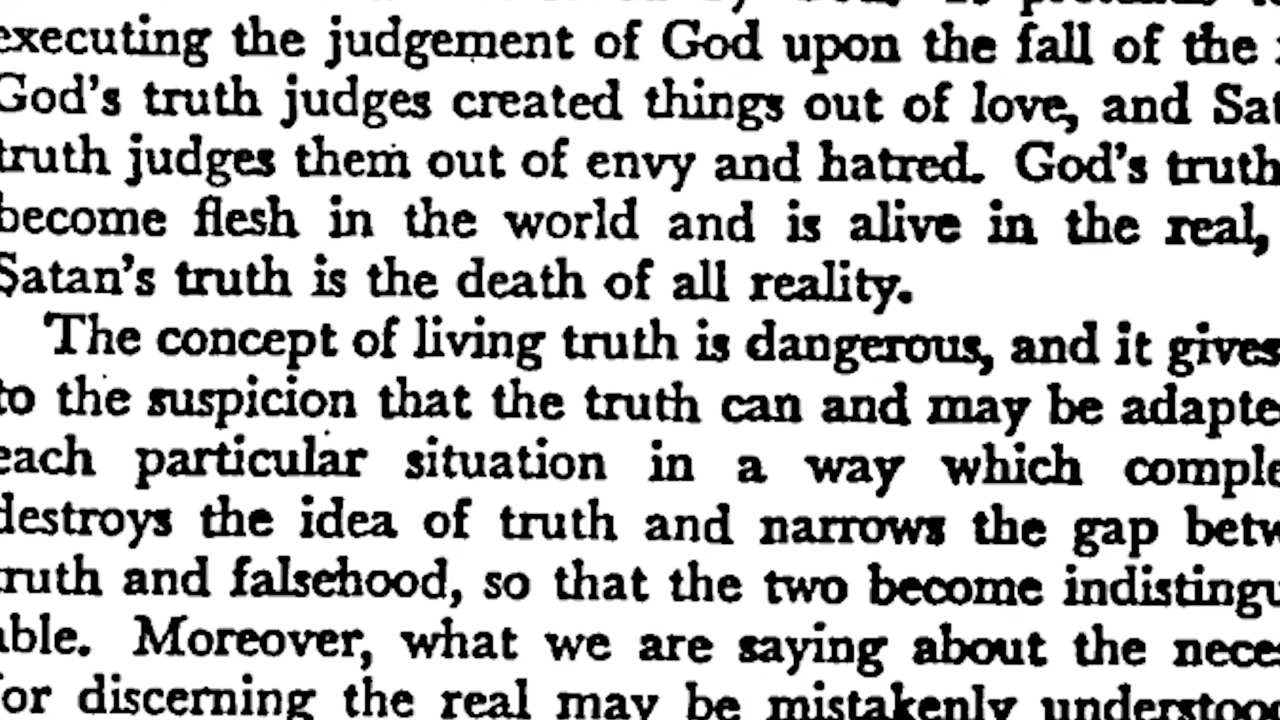 executing the judgement of God upon the fall of the
God's truth judges created things out of love, and Sat
truth judges them out of envy and hatred. God's truth
become flesh in the world and is alive in the real,
Satan's truth is the death of all reality.
The concept of living truth is dangerous, and it gives
to the suspicion that the truth can and may be adapte
each particular situation in a way which comple
destroys the idea of truth and narrows the gap betw
truth and falsehood, so that the two become indistingu
able. Moreover, what we are saying about the neces
for discerning the real may be mistakenly understood